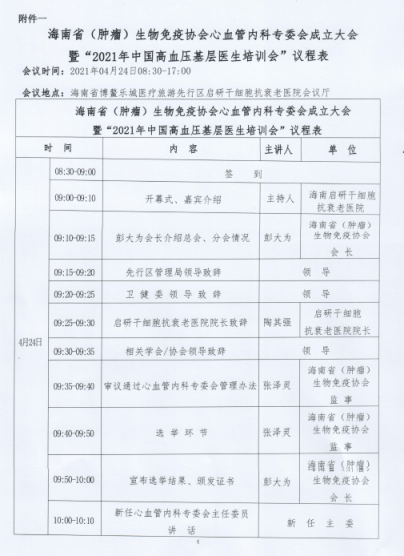 附件一
海南省（肿瘤）生物免疫协会心血管内科专委会成立大会
暨“2021年中国高血压基层医生培训会”议程表
会议时间：2021年04月24日08:30-17:00
会议地点：海南省博鳌乐城医疗旅游先行区启研干细胞抗衰老医院会议厅
海南省（肿瘤）生物免疫协会心血管内科专委会成立大会
暨“2021年中国高血压基层医生培训会”议程表
时 间 内 容 主讲人 单 位
4月24日
08:30-09:00 签 到
09:00-09:10 开幕式、嘉宾介绍 主持人 海南启研干细胞
抗衰老医院
09:10-09:15 彭大为会长介绍总会、分会情况 彭大为 海南省（肿瘤）
生物免疫协会
会 长
09:15-09:20 先行区管理局领导致辞 领 导
09:20-09:25 卫健委领导致辞 领 导
09:25-09:30 启研干细胞抗衰老医院院长致辞 陶其强 启研干细胞
抗衰老医院院长
09:30-09:35 相关学会/协会领导致辞 领 导
09:35-09:40 审议通过心血管内科专委会管理办法 张泽灵 海南省（肿瘤）
生物免疫协会
监 事
09:40-09:50 选 举 环 节 张泽灵 海南省（肿瘤）
生物免疫协会
监 事
09:50-10:00 宣布选举结果、颁发证书 彭大为 海南省（肿瘤）
生物免疫协会
会 长
10:00-10:10 新任心血管内科专委会主任委员
讲 话 新 任 主 委
1